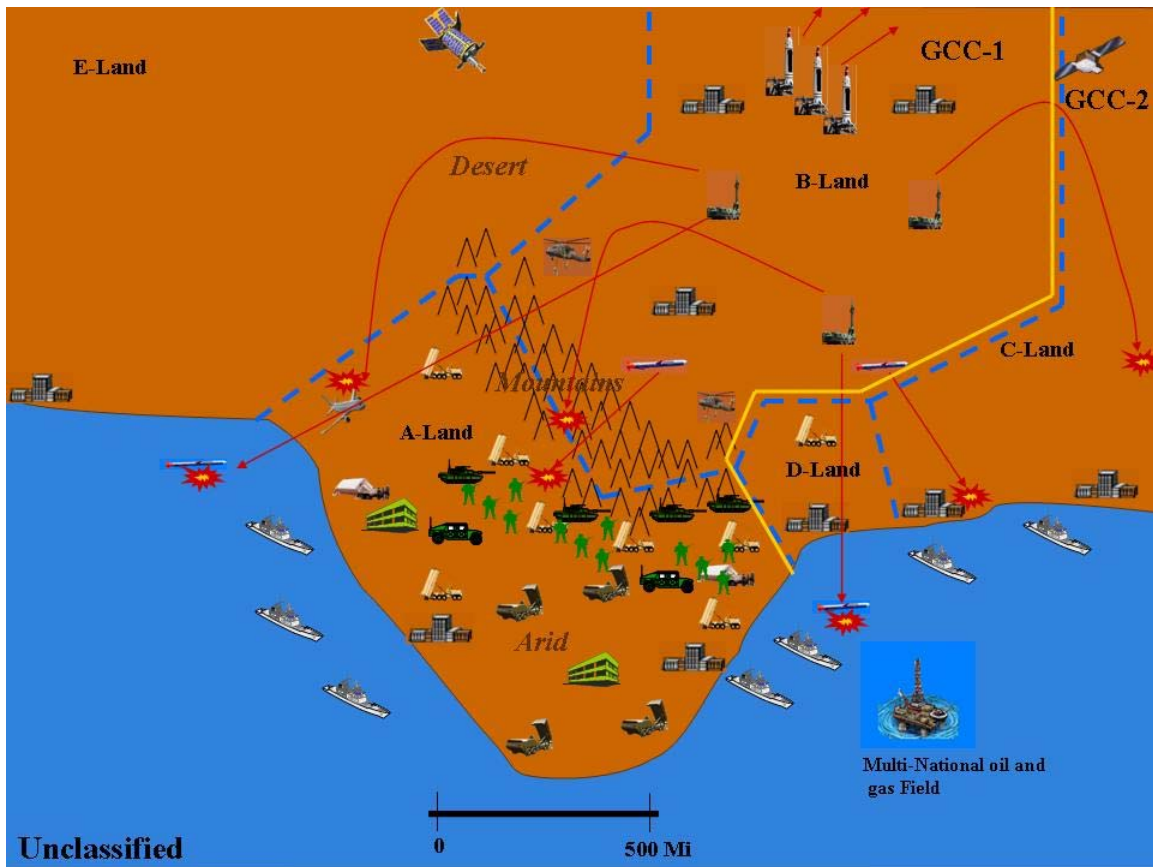 E-Land
GCC-1
GCC-2
Desert
B-Land
C-Land
Mountains
A-Land
D-Land
Arid
Multi-National oil and
gas Field
0
500 Mi
Unclassified